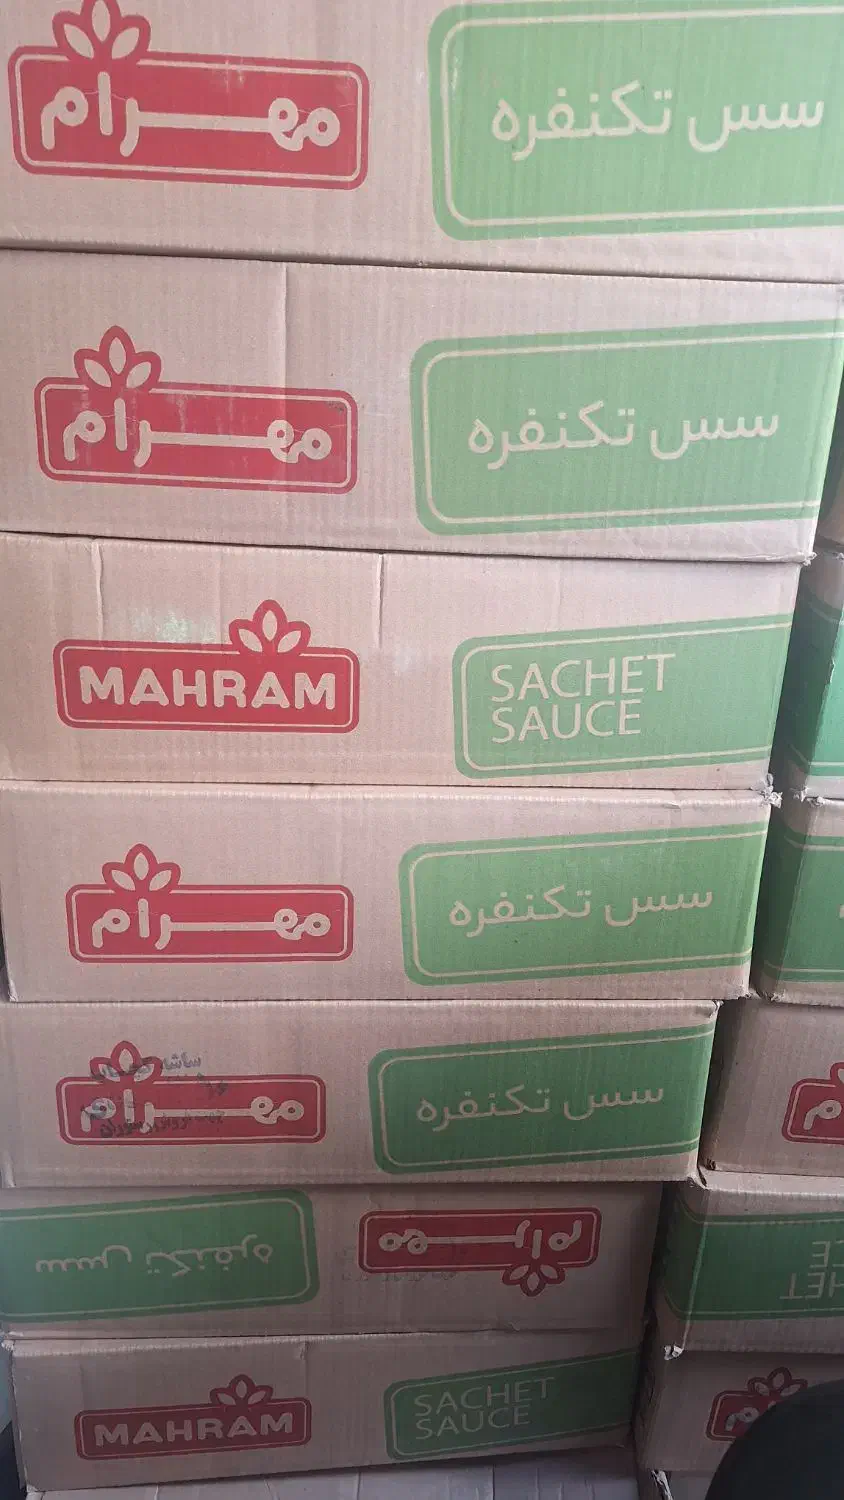 مهرام
سس تکنفره
مهرام
سس تکنفره
MAHRAM
SACHET
SAUCE
مهرام
سس تکنفره
ساشه
مهرام
سس تکنفره
سس تکنفره
مهرام
MAHRAM
SACHET
SAUCE